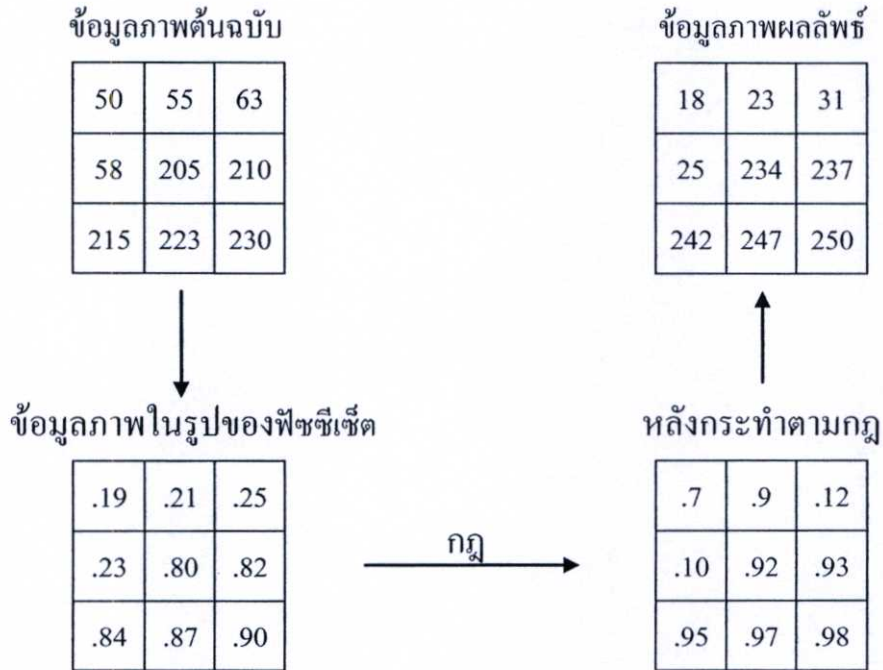 ข้อมูลภาพต้นฉบับ
50 55 63
58 205 210
215 223 230
ข้อมูลภาพผลลัพธ์
18 23 31
25 234 237
242 247 250
ข้อมูลภาพในรูปของฟัซซีเซ็ต
.19 .21 .25
.23 .80 .82
.84 .87 .90
กฎ
หลังกระทำตามกฎ
.7 .9 .12
.10 .92 .93
.95 .97 .98